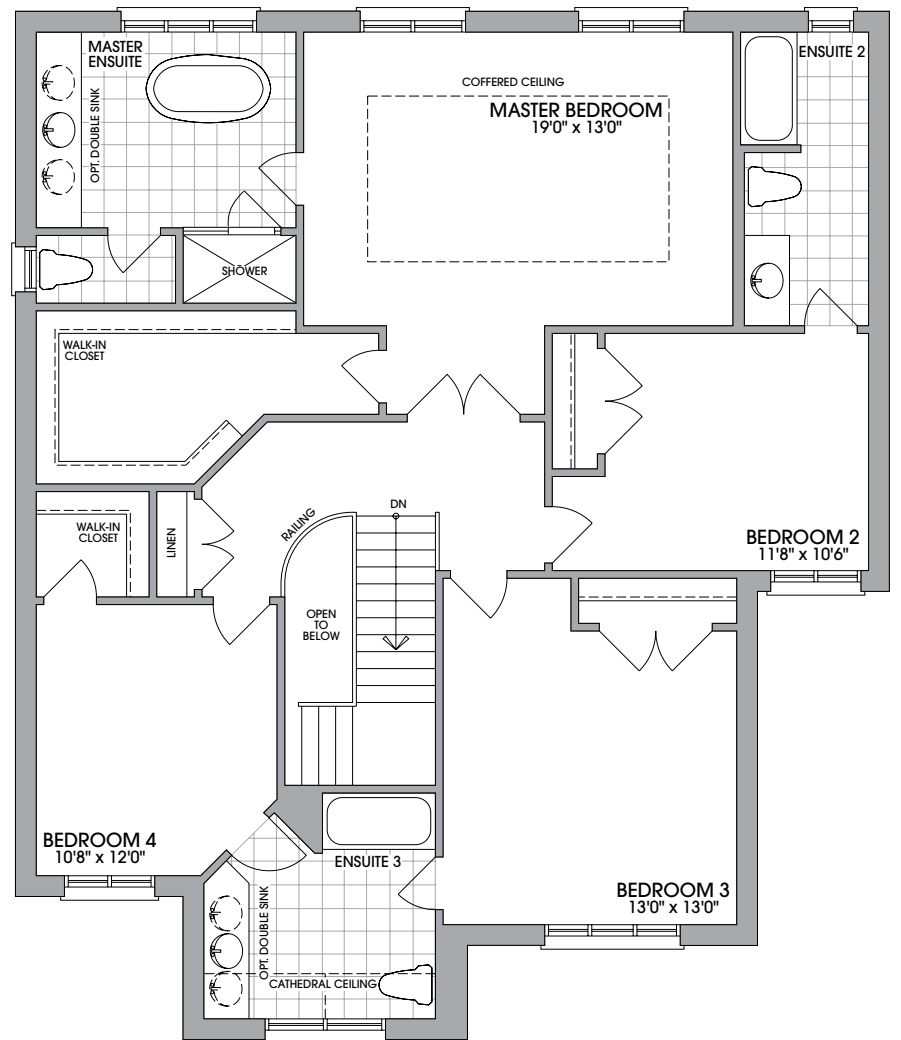 MASTER
ENSUITE
OPT. DOUBLE SINK
COFFERED CEILING
MASTER BEDROOM
19'0" x 13'0"
ENSUITE 2
SHOWER
WALK-IN
CLOSET
WALK-IN
CLOSET
LINEN
RAILING
DN
OPEN
TO
BELOW
BEDROOM 2
11'8" x 10'6"
BEDROOM 4
10'8" x 12'0"
ENSUITE 3
OPT. DOUBLE SINK
CATHEDRAL CEILING
BEDROOM 3
13'0" x 13'0"